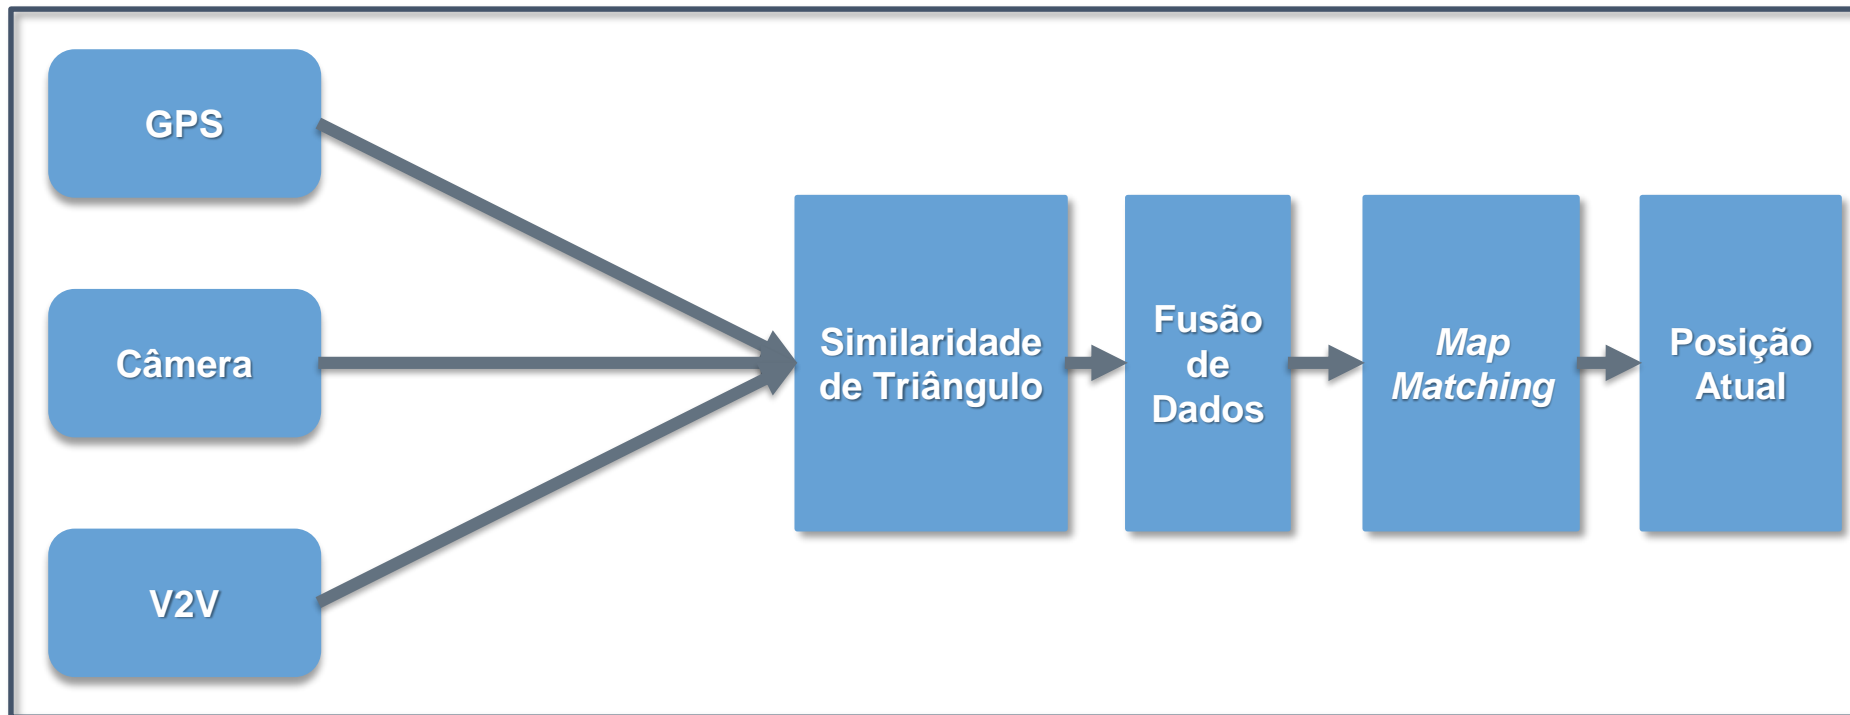 GPS
Câmera
V2V
Similaridade
de Triângulo
Fusão
de
Dados
Map
Matching
Posição
Atual